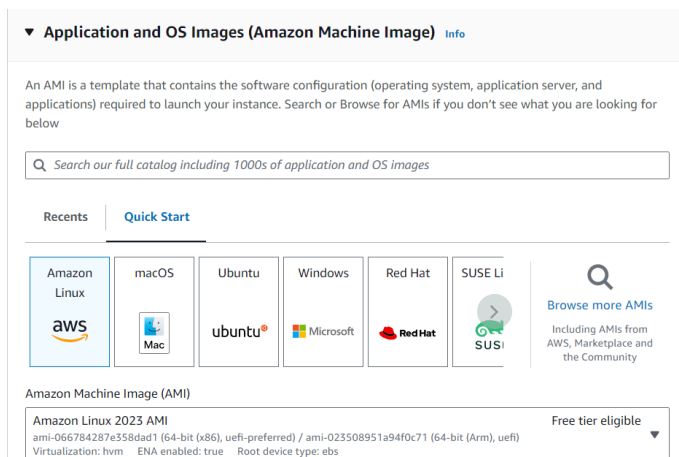 Application and OS Images (Amazon Machine Image) Info
An AMI is a template that contains the software configuration (operating system, application server, and
applications) required to launch your instance. Search or Browse for AMIs if you don't see what you are looking for
below
Search our full catalog including 1000s of application and OS images
Recents
Quick Start
Amazon
Linux
aws
macOS
Mac
Ubuntu
ubuntu
Windows
Microsoft
Red Hat
Red Hat
SUSE Li
SUS
Browse more AMIs
Including AMIs from
AWS, Marketplace and
the Community
Amazon Machine Image (AMI)
Amazon Linux 2023 AMI
Free tier eligible
ami-066784287e358dad1 (64-bit (x86), uefi-preferred) / ami-023508951a94f0c71 (64-bit (Arm), uefi)
Virtualization: hvm ENA enabled: true Root device type: ebs